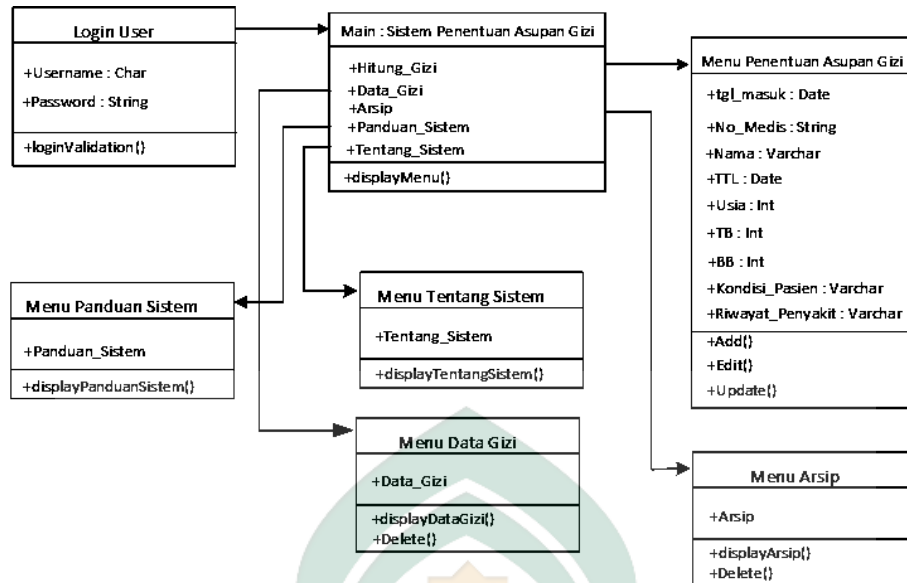 Login User
+Username : Char
+Password : String
+loginValidation()
Main : Sistem Penentuan Asupan Gizi
+Hitung_Gizi
+Data_Gizi
+Arsip
+Panduan_Sistem
+Tentang_Sistem
+displayMenu()
Menu Penentuan Asupan Gizi
+tgl_masuk : Date
+No_Medis : String
+Nama : Varchar
+TTL : Date
+Usia : Int
+TB : Int
+BB : Int
+Kondisi_Pasien : Varchar
+Riwayat_Penyakit : Varchar
+Add()
+Edit()
+Update()
Menu Panduan Sistem
+Panduan_Sistem
+displayPanduanSistem()
Menu Tentang Sistem
+Tentang_Sistem
+displayTentangSistem()
Menu Data Gizi
+Data_Gizi
+displayDataGizi()
+Delete()
Menu Arsip
+Arsip
+displayArsip()
+Delete()